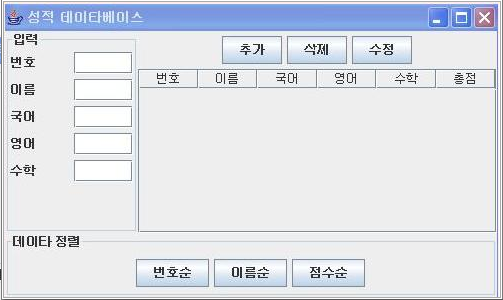 성적 데이타베이스
입력
번호
이름
국어
영어
수학
추가 삭제 수정
번호 이름 국어 영어 수학 총점
데이타 정렬
번호순 이름순 점수순